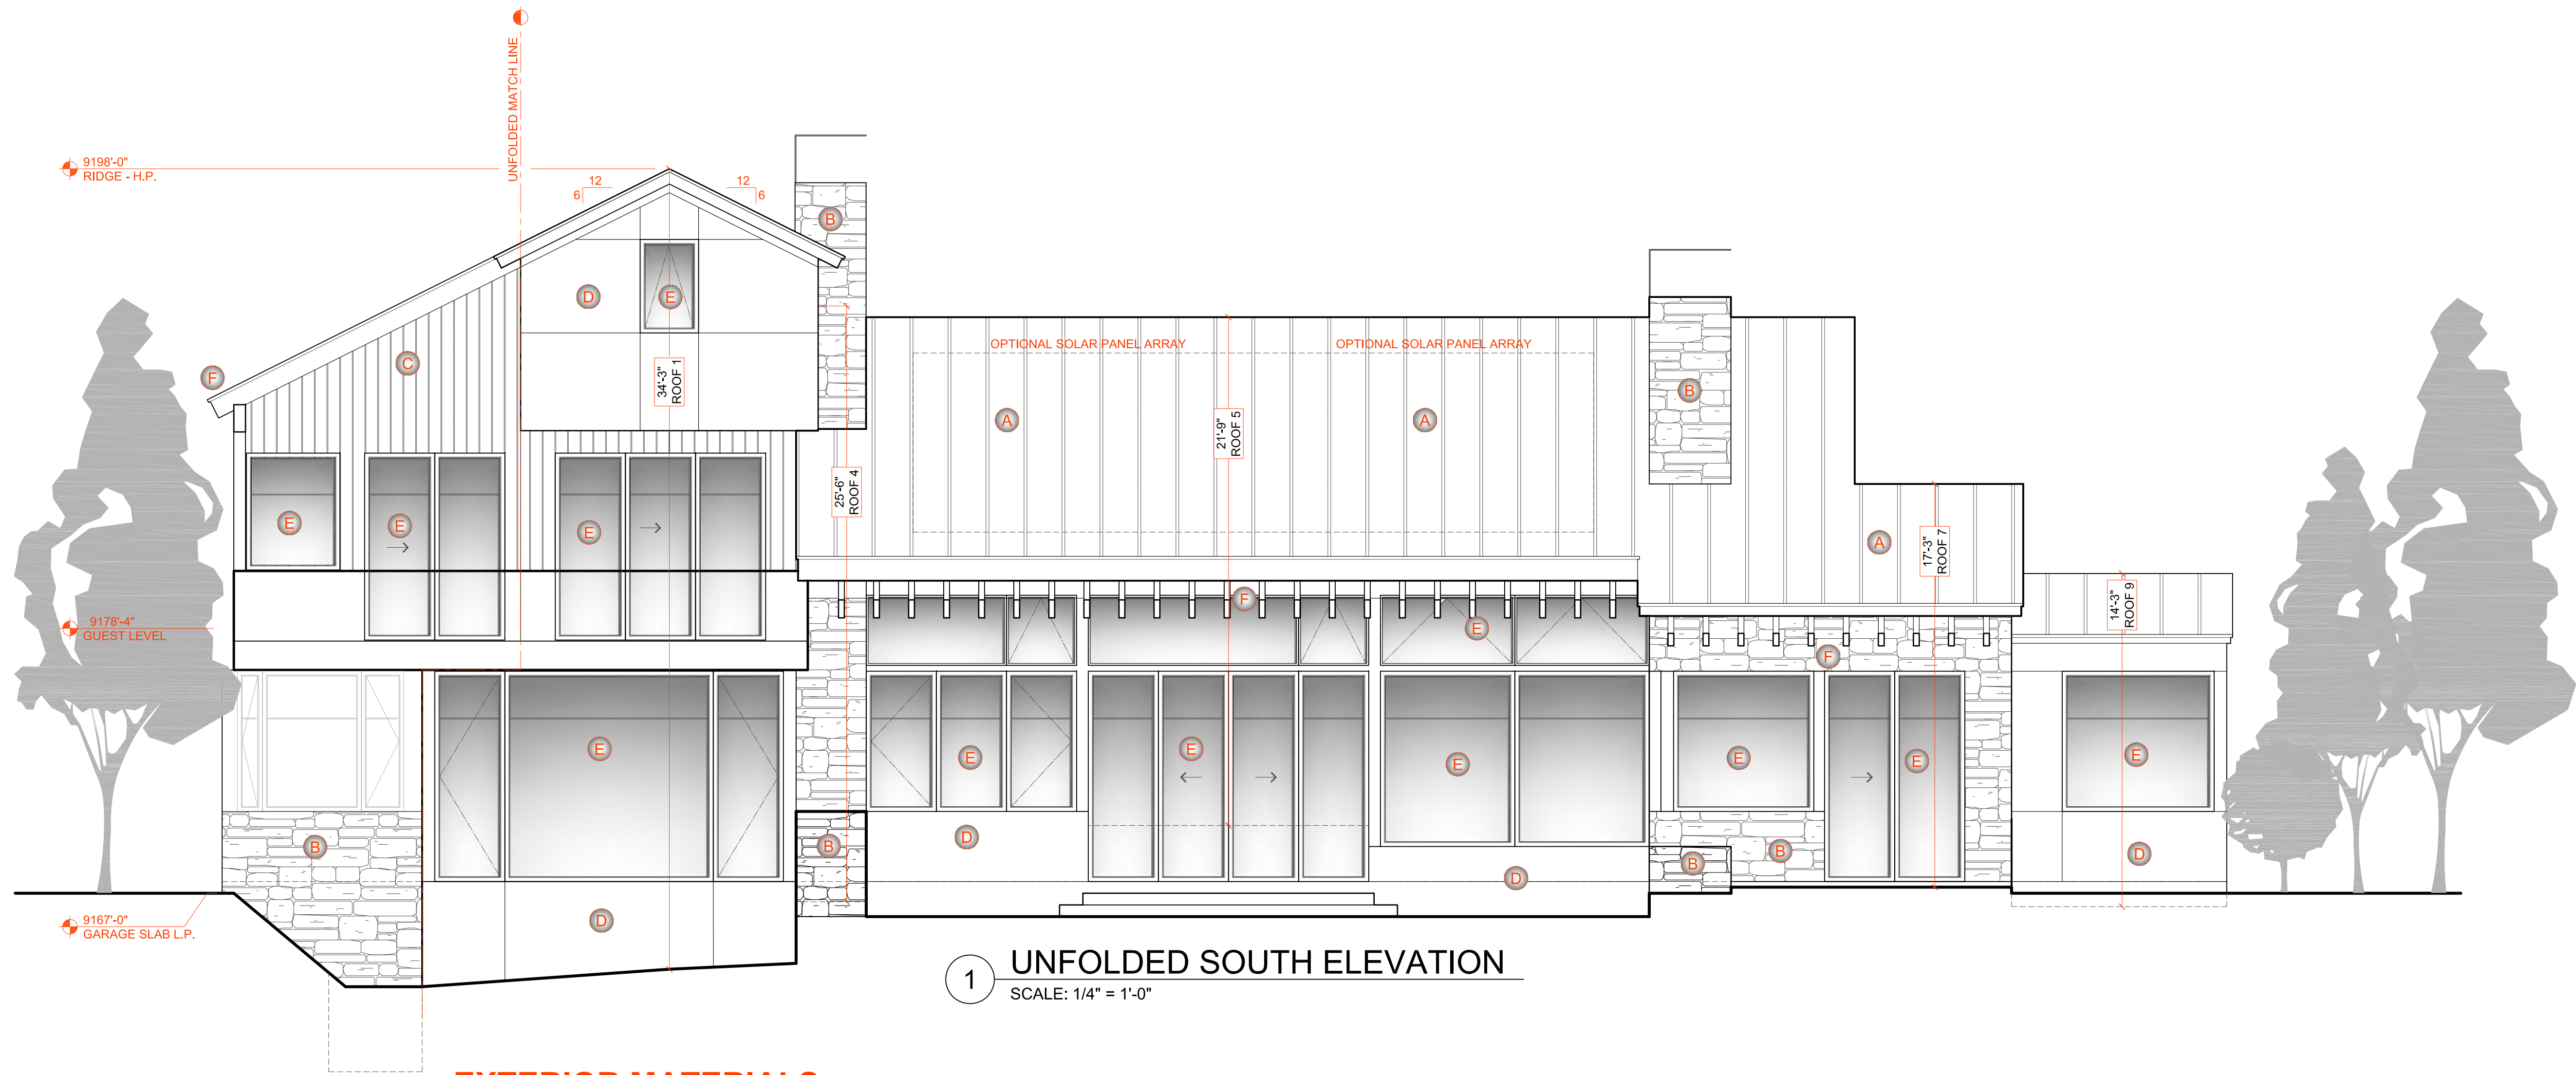 UNFOLDED MATCH LINE
9198'-0"
RIDGE - H.P.
12
6
12
6
B
D
E
34'-3"
ROOF 1
C
F
OPTIONAL SOLAR PANEL ARRAY
OPTIONAL SOLAR PANEL ARRAY
A
A
21'-9"
ROOF 5
B
25'-6"
ROOF 4
E
E
E
A
17'-3"
ROOF 7
14'-3"
ROOF 9
9178'-4"
GUEST LEVEL
F
E
F
E
E
E
E
E
E
E
B
D
B
D
B
B
D
D
9167'-0"
GARAGE SLAB L.P.
1
UNFOLDED SOUTH ELEVATION
SCALE: 1/4" = 1'-0"
EXTERIOR MATERIALS